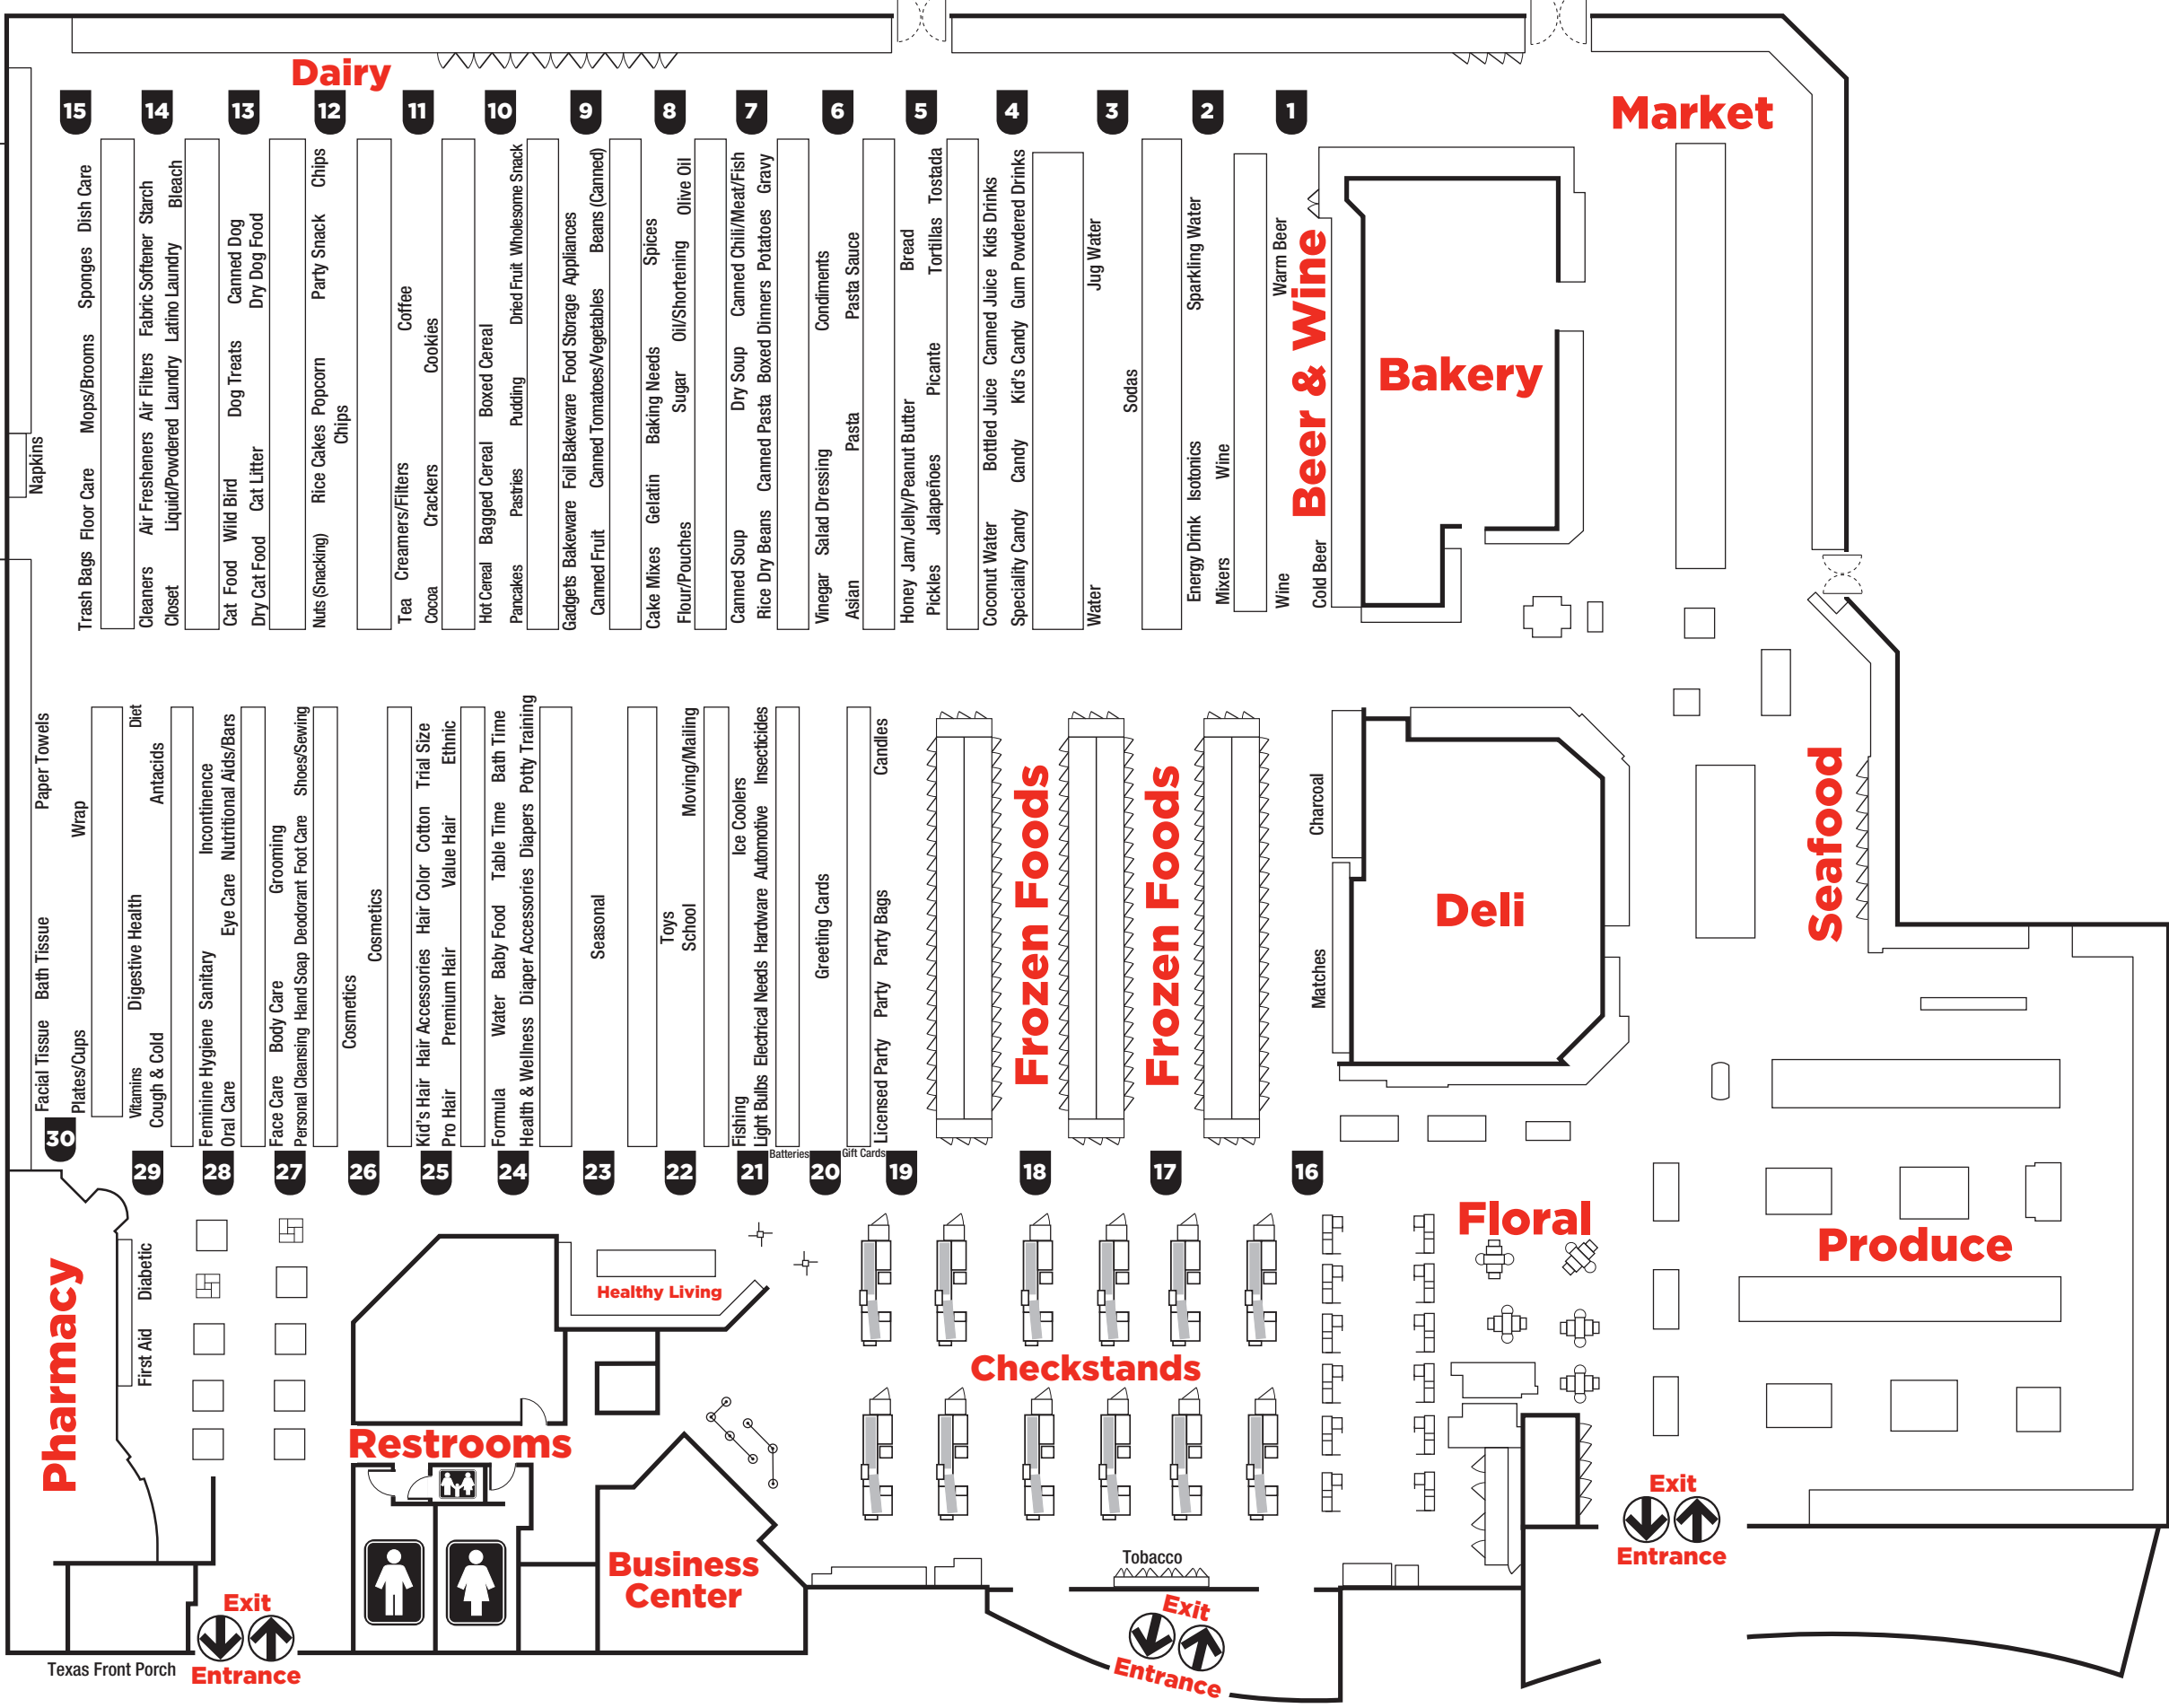 Dairy
Market
15
14
13
12
11
10
9
8
7
6
5
4
3
2
1
Napkins
Trash Bags Floor Care Mops/Brooms Sponges Dish Care
Cleaners Air Fresheners Air Filters Fabric Softener Starch
Closet Liquid/Powdered Laundry Latino Laundry Bleach
Cat Food Wild Bird Dog Treats Canned Dog
Dry Cat Food Cat Litter Dry Dog Food
Nuts (Snacking) Rice Cakes Popcorn Party Snack Chips
Chips
Tea Creamers/Filters Coffee
Cocoa Crackers Cookies
Hot Cereal Bagged Cereal Boxed Cereal
Pancakes Pastries Pudding Dried Fruit Wholesome Snack
Gadgets Bakeware Foil Bakeware Food Storage Appliances
Canned Fruit Canned Tomatoes/Vegetables Beans (Canned)
Cake Mixes Gelatin Baking Needs Spices
Flour/Pouches Sugar Oil/Shortening Olive Oil
Canned Soup Dry Soup Canned Chili/Meat/Fish
Rice Dry Beans Canned Pasta Boxed Dinners Potatoes Gravy
Vinegar Salad Dressing Condiments
Asian Pasta Pasta Sauce
Honey Jam/Jelly/Peanut Butter Bread
Pickles Jalapeños Picante Tortillas Tostada
Coconut Water Bottled Juice Canned Juice Kids Drinks
Speciality Candy Candy Kid's Candy Gum Powdered Drinks
Water Jug Water
Sodas
Energy Drink Isotonics Sparkling Water
Mixers Wine
Wine Warm Beer
Cold Beer
Beer & Wine
Bakery
Facial Tissue Bath Tissue Paper Towels
Plates/Cups Wrap
Vitamins Digestive Health Diet
Cough & Cold Antacids
Feminine Hygiene Sanitary Incontinence
Oral Care Eye Care Nutritional Aids/Bars
Face Care Body Care Grooming
Personal Cleansing Hand Soap Deodorant Foot Care Shoes/Sewing
Cosmetics
Cosmetics
Kid's Hair Hair Accessories Hair Color Cotton Trial Size
Pro Hair Premium Hair Value Hair Ethnic
Formula Water Baby Food Table Time Bath Time
Health & Wellness Diaper Accessories Diapers Potty Training
Seasonal
Toys
School Moving/Mailing
Fishing Ice Coolers
Light Bulbs Electrical Needs Hardware Automotive Insecticides
Batteries
Greeting Cards
Gift Cards
Licensed Party Party Party Bags Candles
Frozen Foods
Frozen Foods
Charcoal
Matches
Deli
Seafood
30
29
28
27
26
25
24
23
22
21
20
19
18
17
16
Pharmacy
First Aid Diabetic
Healthy Living
Floral
Produce
Checkstands
Restrooms
Business
Center
Tobacco
Exit
Entrance
Exit
Entrance
Exit
Entrance
Texas Front Porch